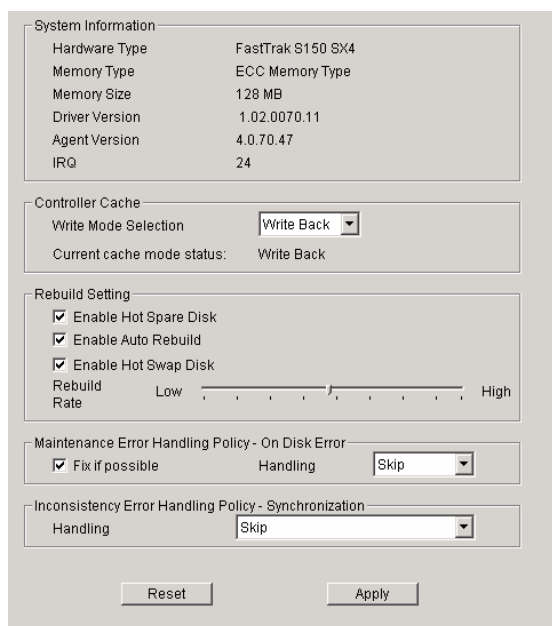 System Information
Hardware Type FastTrak S150 SX4
Memory Type ECC Memory Type
Memory Size 128 MB
Driver Version 1.02.0070.11
Agent Version 4.0.70.47
IRQ 24
Controller Cache
Write Mode Selection Write Back
Current cache mode status: Write Back
Rebuild Setting
Enable Hot Spare Disk
Enable Auto Rebuild
Enable Hot Swap Disk
Rebuild Rate Low High
Maintenance Error Handling Policy - On Disk Error
Fix if possible Handling Skip
Inconsistency Error Handling Policy - Synchronization
Handling Skip
Reset Apply